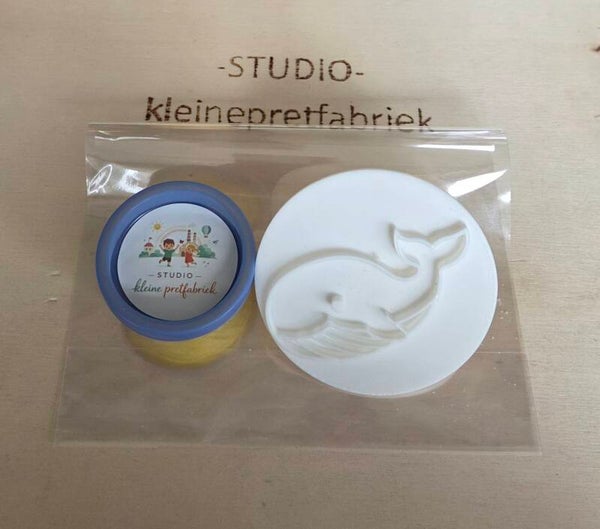 -STUDIO-
kleinepretfabriek
- STUDIO -
kleine pretfabriek